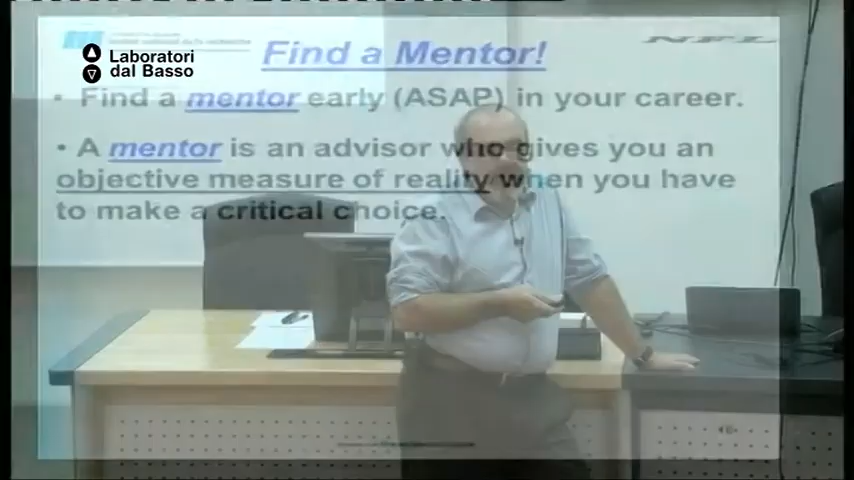 Laboratori
dal Basso
NFL
Find a Mentor!
• Find a mentor early (ASAP) in your career.
• A mentor is an advisor who gives you an
objective measure of reality when you have
to make a critical choice.